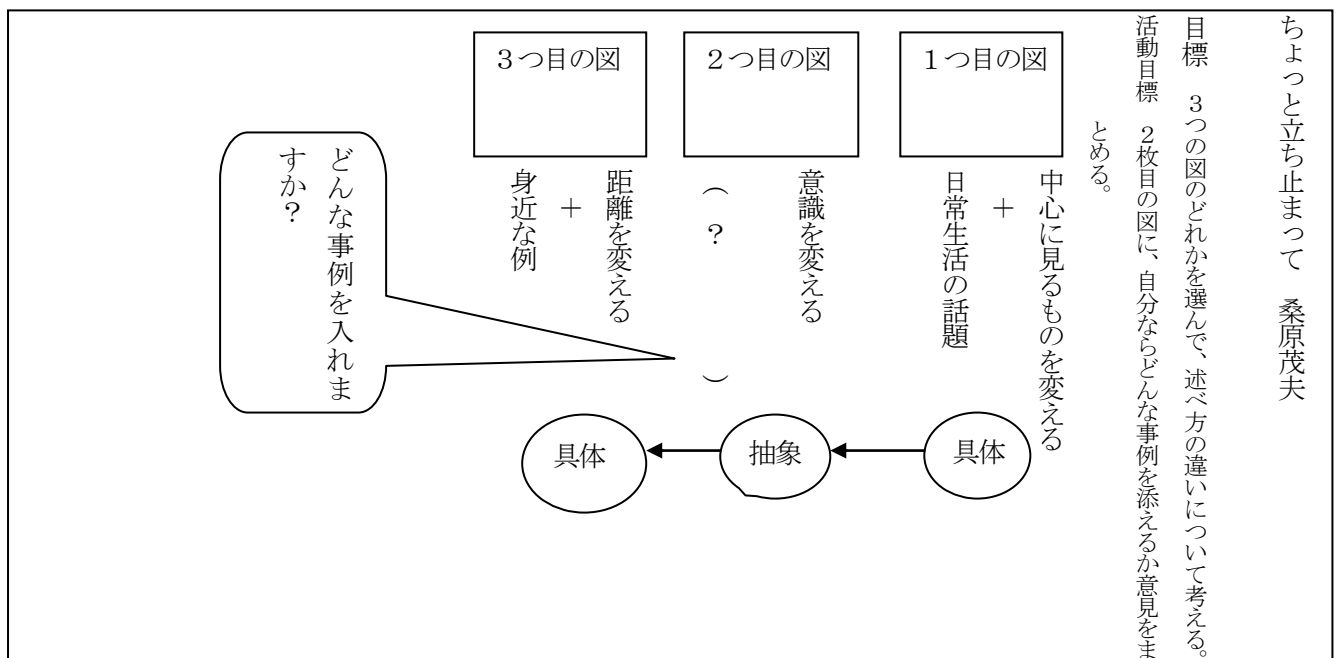 ちょっと立ち止まって　桑原茂夫
目標　３つの図のどれかを選んで、述べ方の違いについて考える。
活動目標　２枚目の図に、自分ならどんな事例を添えるか意見をま
とめる。
１つ目の図
中心に見るものを変える
＋
日常生活の話題
具体
２つ目の図
意識を変える
（　？　　　）
抽象
３つ目の図
距離を変える
＋
身近な例
具体
どんな事例を入れま
すか？